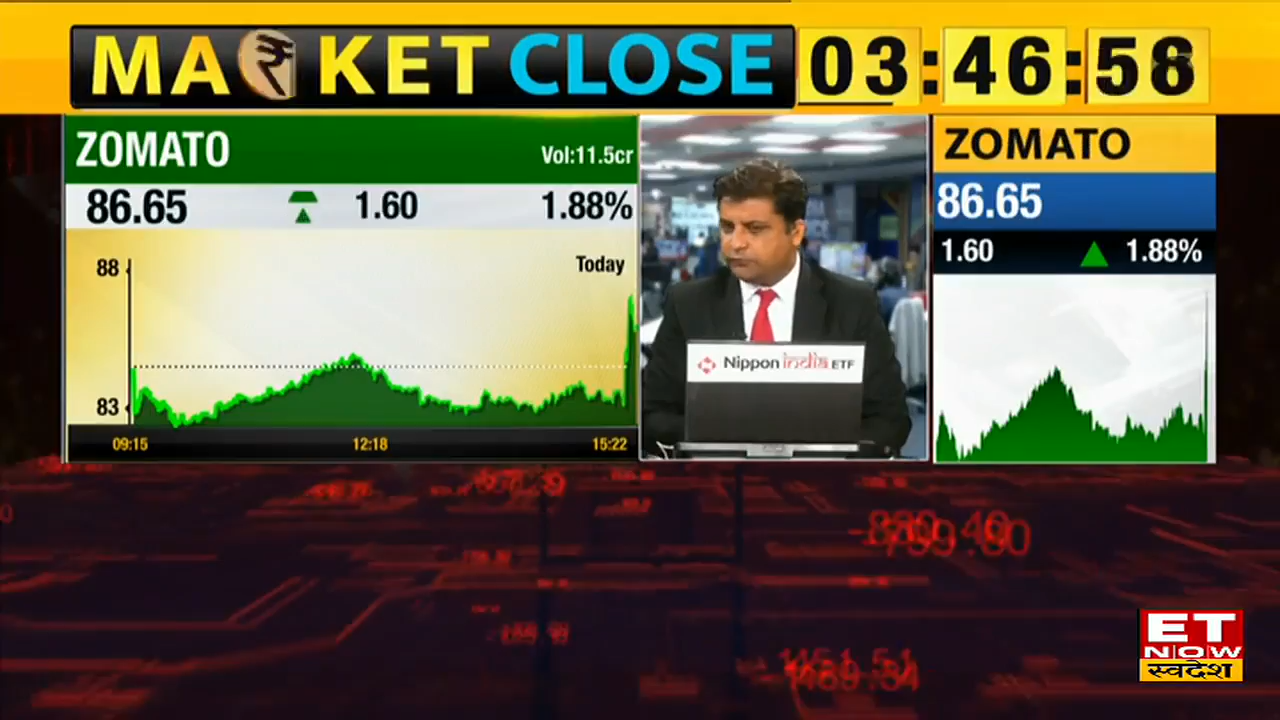 MA₹KET CLOSE 03:46:58
ZOMATO
Vol:11.5cr
86.65 1.60 1.88%
Today
88
83
09:15 12:18 15:22
Nippon india ETF
ZOMATO
86.65
1.60 1.88%
ET
NOW
स्वदेश